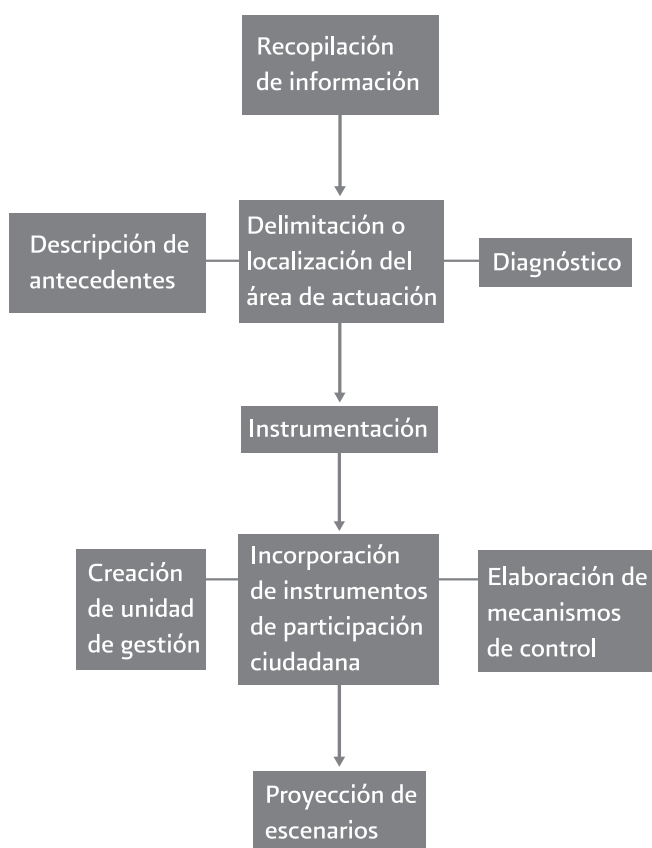 Recopilación
de información
Descripción de
antecedentes
Delimitación o
localización del
área de actuación
Diagnóstico
Instrumentación
Creación
de unidad
de gestión
Incorporación
de instrumentos
de participación
ciudadana
Elaboración de
mecanismos
de control
Proyección de
escenarios